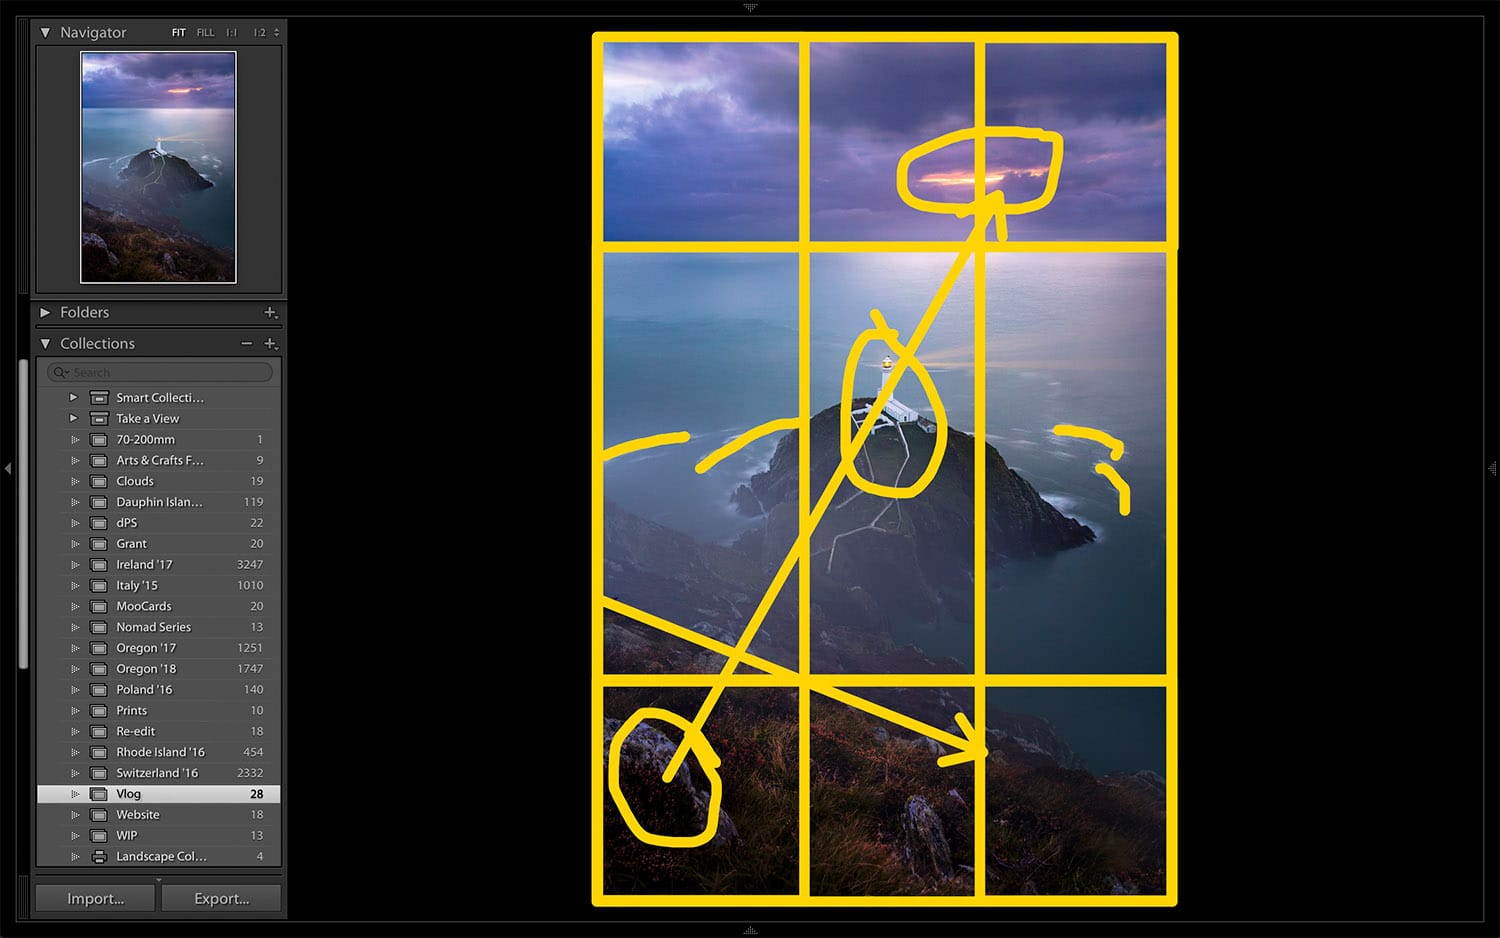 Navigator FIT FILL 1:1 1:2
Folders
Collections
Search
Smart Collecti...
Take a View
70-200mm 1
Arts & Crafts F... 9
Clouds 19
Dauphin Islan... 119
dPS 22
Grant 20
Ireland '17 3247
Italy '15 1010
MooCards 20
Nomad Series 13
Oregon '17 1251
Oregon '18 1747
Poland '16 140
Prints 10
Re-edit 18
Rhode Island '16 454
Switzerland '16 2332
Vlog 28
Website 18
WIP 13
Landscape Col... 4
Import... Export...